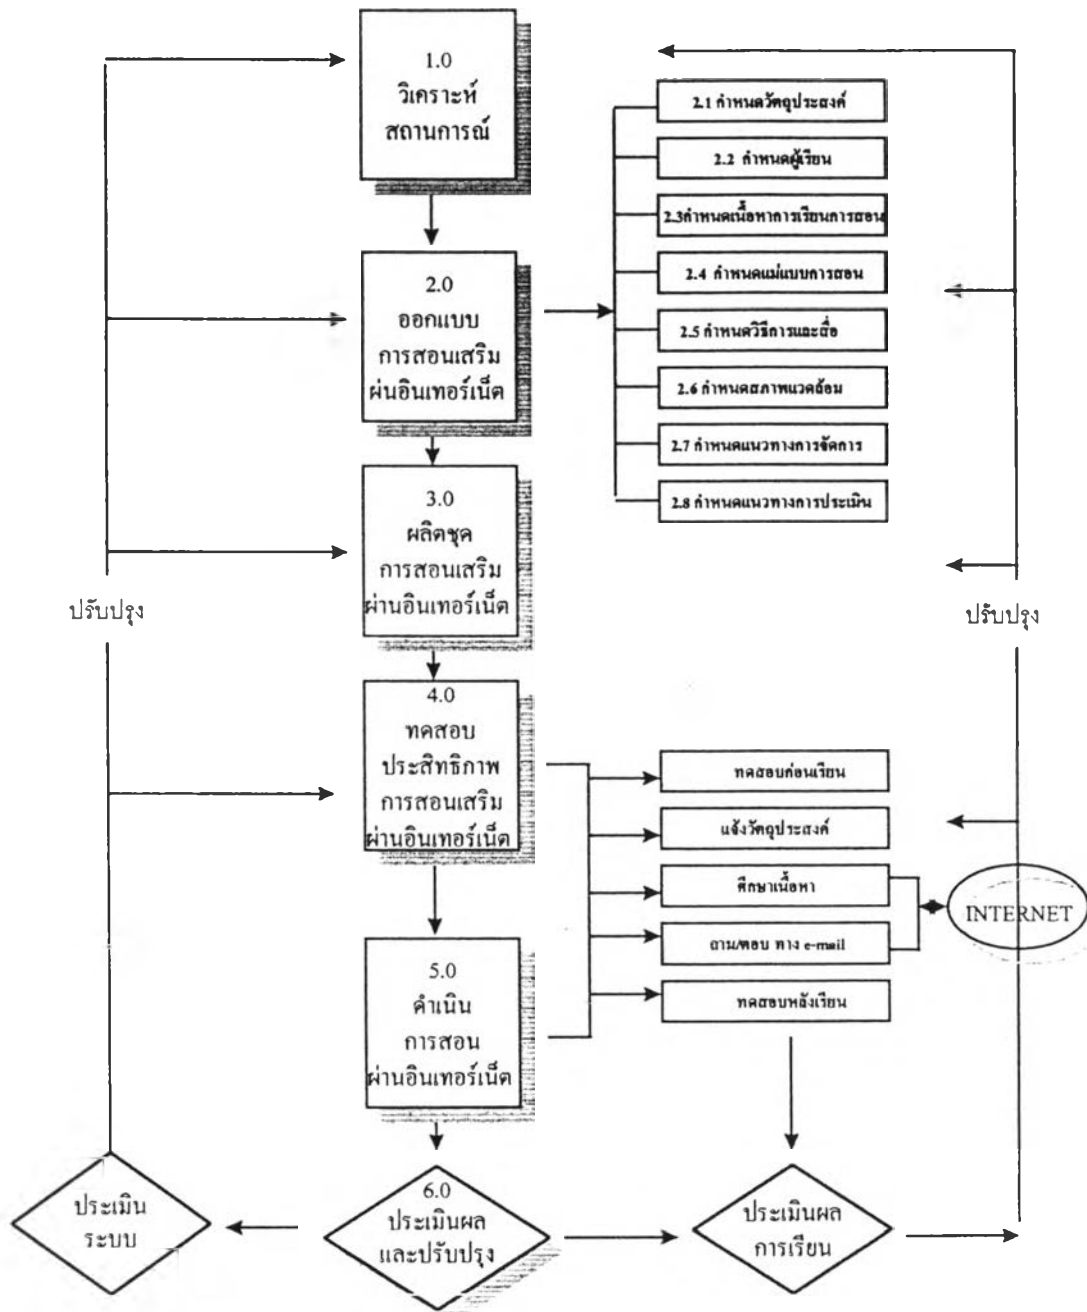 1.0
วิเคราะห์
สถานการณ์
2.0
ออกแบบ
การสอนเสริม
ผ่นอินเทอร์เน็ต
3.0
ผลิตชุด
การสอนเสริม
ผ่านอินเทอร์เน็ต
4.0
ทดสอบ
ประสิทธิภาพ
การสอนเสริม
ผ่านอินเทอร์เน็ต
5.0
ดำเนิน
การสอน
ผ่านอินเทอร์เน็ต
6.0
ประเมินผล
และปรับปรุง
2.1 กำหนดวัตถุประสงค์
2.2 กำหนดผู้เรียน
2.3กำหนดเนื้อหาการเรียนการสอน
2.4 กำหนดแม่แบบการสอน
2.5 กำหนดวิธีการและสื่อ
2.6 กำหนดสภาพแวดล้อม
2.7 กำหนดแนวทางการจัดการ
2.8 กำหนดแนวทางการประเมิน
ปรับปรุง
ปรับปรุง
ทดสอบก่อนเรียน
แจ้งวัตถุประสงค์
ศึกษาเนื้อหา
ถาม/ตอบ ทาง e-mail
ทดสอบหลังเรียน
INTERNET
ประเมิน
ระบบ
ประเมินผล
การเรียน